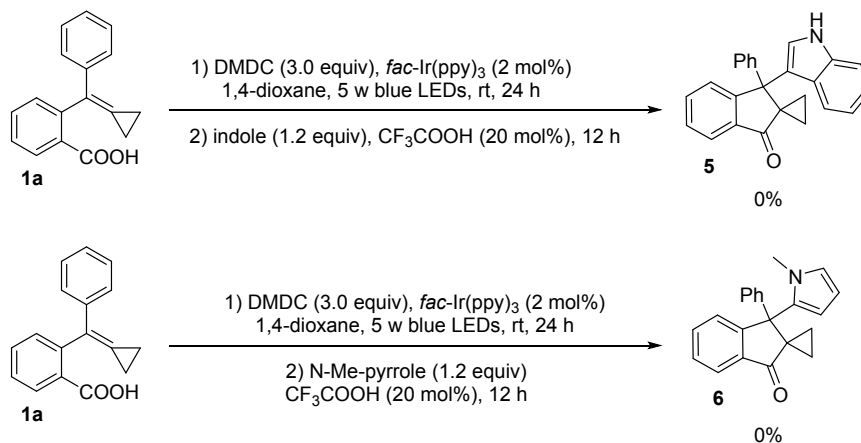 1) DMDC (3.0 equiv), fac-Ir(ppy)3 (2 mol%)
1,4-dioxane, 5 w blue LEDs, rt, 24 h
2) indole (1.2 equiv), CF3COOH (20 mol%), 12 h
COOH
1a
H
N
Ph
O
5
0%
1) DMDC (3.0 equiv), fac-Ir(ppy)3 (2 mol%)
1,4-dioxane, 5 w blue LEDs, rt, 24 h
2) N-Me-pyrrole (1.2 equiv)
CF3COOH (20 mol%), 12 h
COOH
1a
N
Ph
O
6
0%